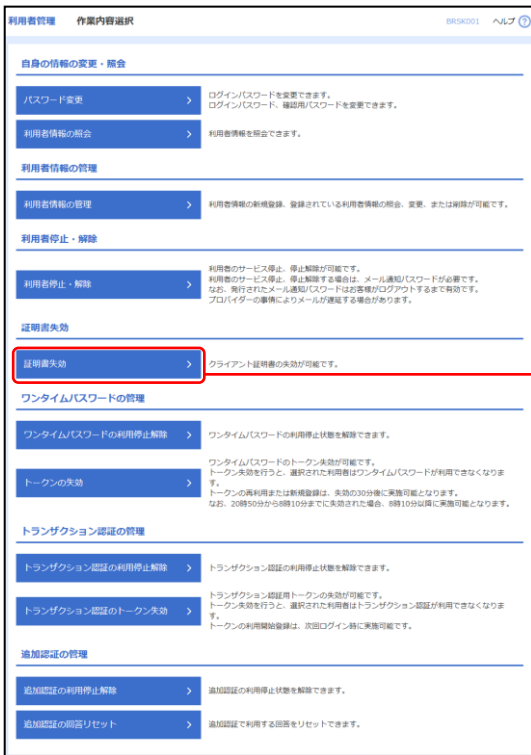 利用者管理 作業内容選択 BRSK001 ヘルプ ?
自身の情報の変更・照会
パスワード変更
ログインパスワードを変更できます。
ログインパスワード、確認用パスワードを変更できます。
利用者情報の照会
利用者情報を照会できます。
利用者情報の管理
利用者情報の管理
利用者情報の新規登録、登録されている利用者情報の照会、変更、または削除が可能です。
利用者停止・解除
利用者停止・解除
利用者のサービス停止、停止解除が可能です。
利用者のサービス停止、停止解除する場合は、メール通知パスワードが必要です。
なお、発行されたメール通知パスワードはお客様がログアウトするまで有効です。
プロバイダーの事情によりメールが遅延する場合があります。
証明書失効
証明書失効
クライアント証明書の失効が可能です。
ワンタイムパスワードの管理
ワンタイムパスワードの利用停止解除
ワンタイムパスワードの利用停止状態を解除できます。
トークンの失効
ワンタイムパスワードのトークン失効が可能です。
トークン失効を行うと、選択された利用者はワンタイムパスワードが利用できなくなりま
す。
トークンの再利用または新規登録は、失効の30分後に実施可能となります。
なお、20時50分から8時10分までに失効された場合、8時10分以降に実施可能となります。
トランザクション認証の管理
トランザクション認証の利用停止解除
トランザクション認証の利用停止状態を解除できます。
トランザクション認証のトークン失効
トランザクション認証用トークンの失効が可能です。
トークン失効を行うと、選択された利用者はトランザクション認証が利用できなくなりま
す。
トークンの利用開始登録は、次回ログイン時に実施可能です。
追加認証の管理
追加認証の利用停止解除
追加認証の利用停止状態を解除できます。
追加認証の回答リセット
追加認証で利用する回答をリセットできます。